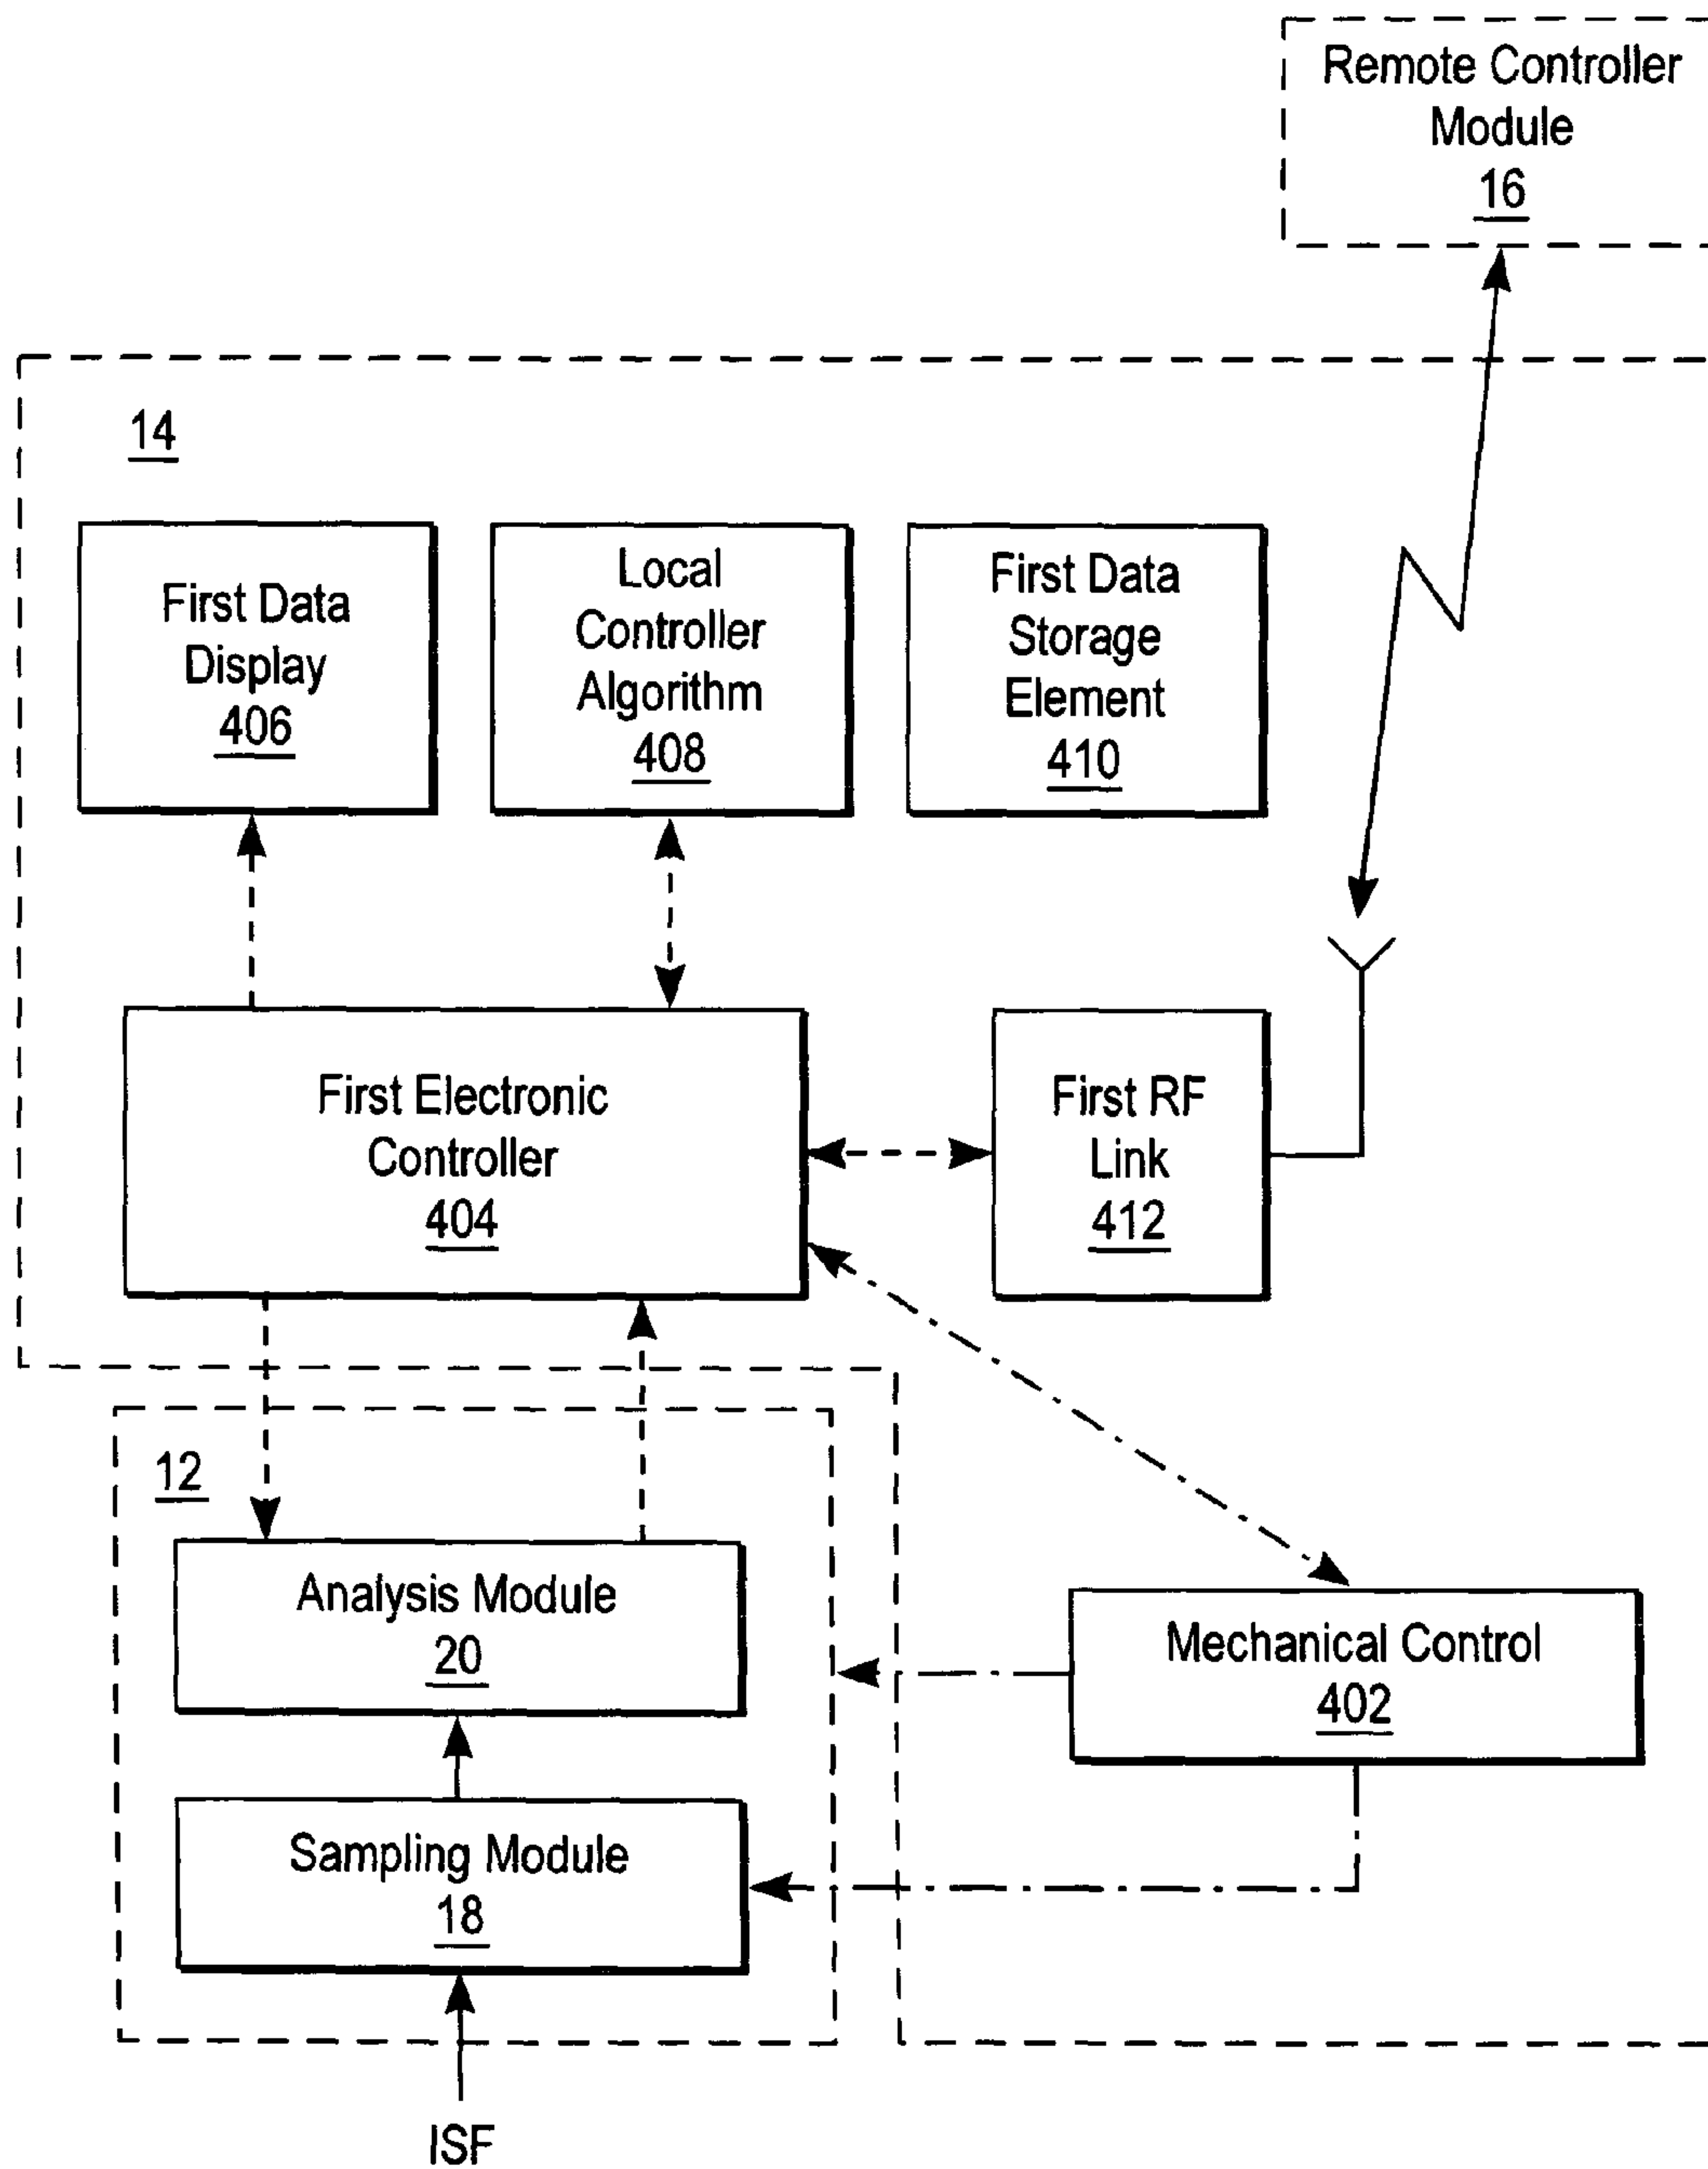 Remote Controller
Module
16
14
First Data
Display
406
Local
Controller
Algorithm
408
First Data
Storage
Element
410
First Electronic
Controller
404
First RF
Link
412
12
Analysis Module
20
Mechanical Control
402
Sampling Module
18
ISF